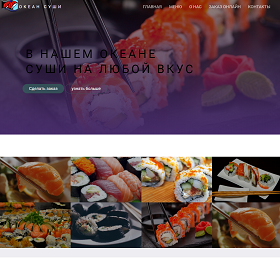 ОКЕАН СУШИ
ГЛАВНАЯ МЕНЮ О НАС ЗАКАЗ ОНЛАЙН КОНТАКТЫ
В НАШЕМ ОКЕАНЕ
СУШИ НА ЛЮБОЙ ВКУС
Сделать заказ узнать больше